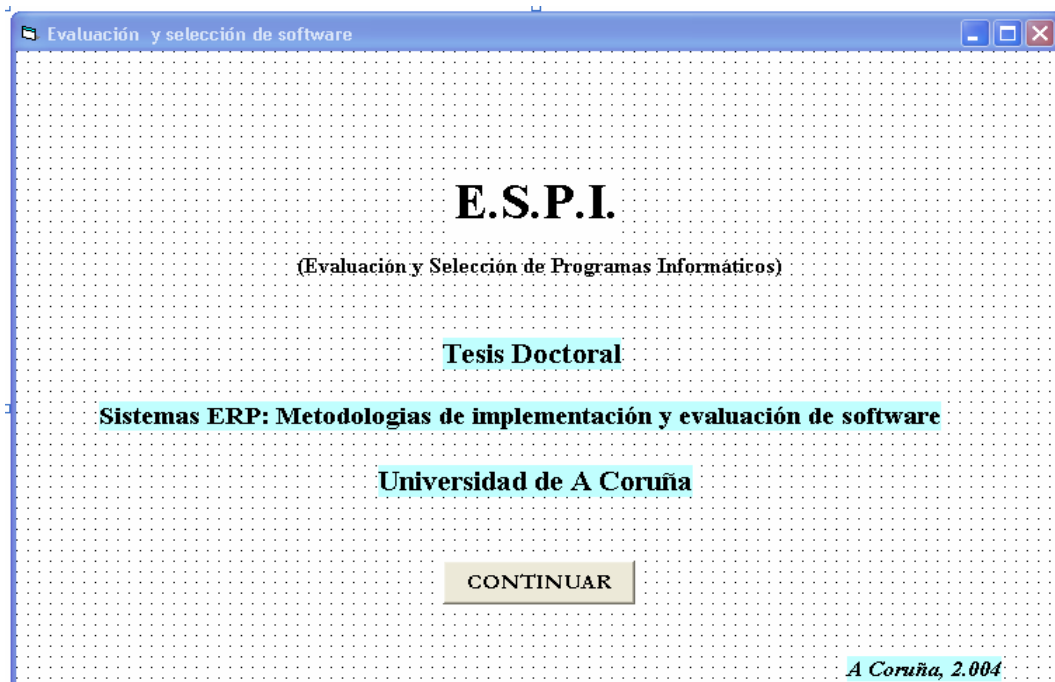 Evaluación y selección de software
E.S.P.I.
(Evaluación y Selección de Programas Informáticos)
Tesis Doctoral
Sistemas ERP: Metodologias de implementación y evaluación de software
Universidad de A Coruña
CONTINUAR
A Coruña, 2.004